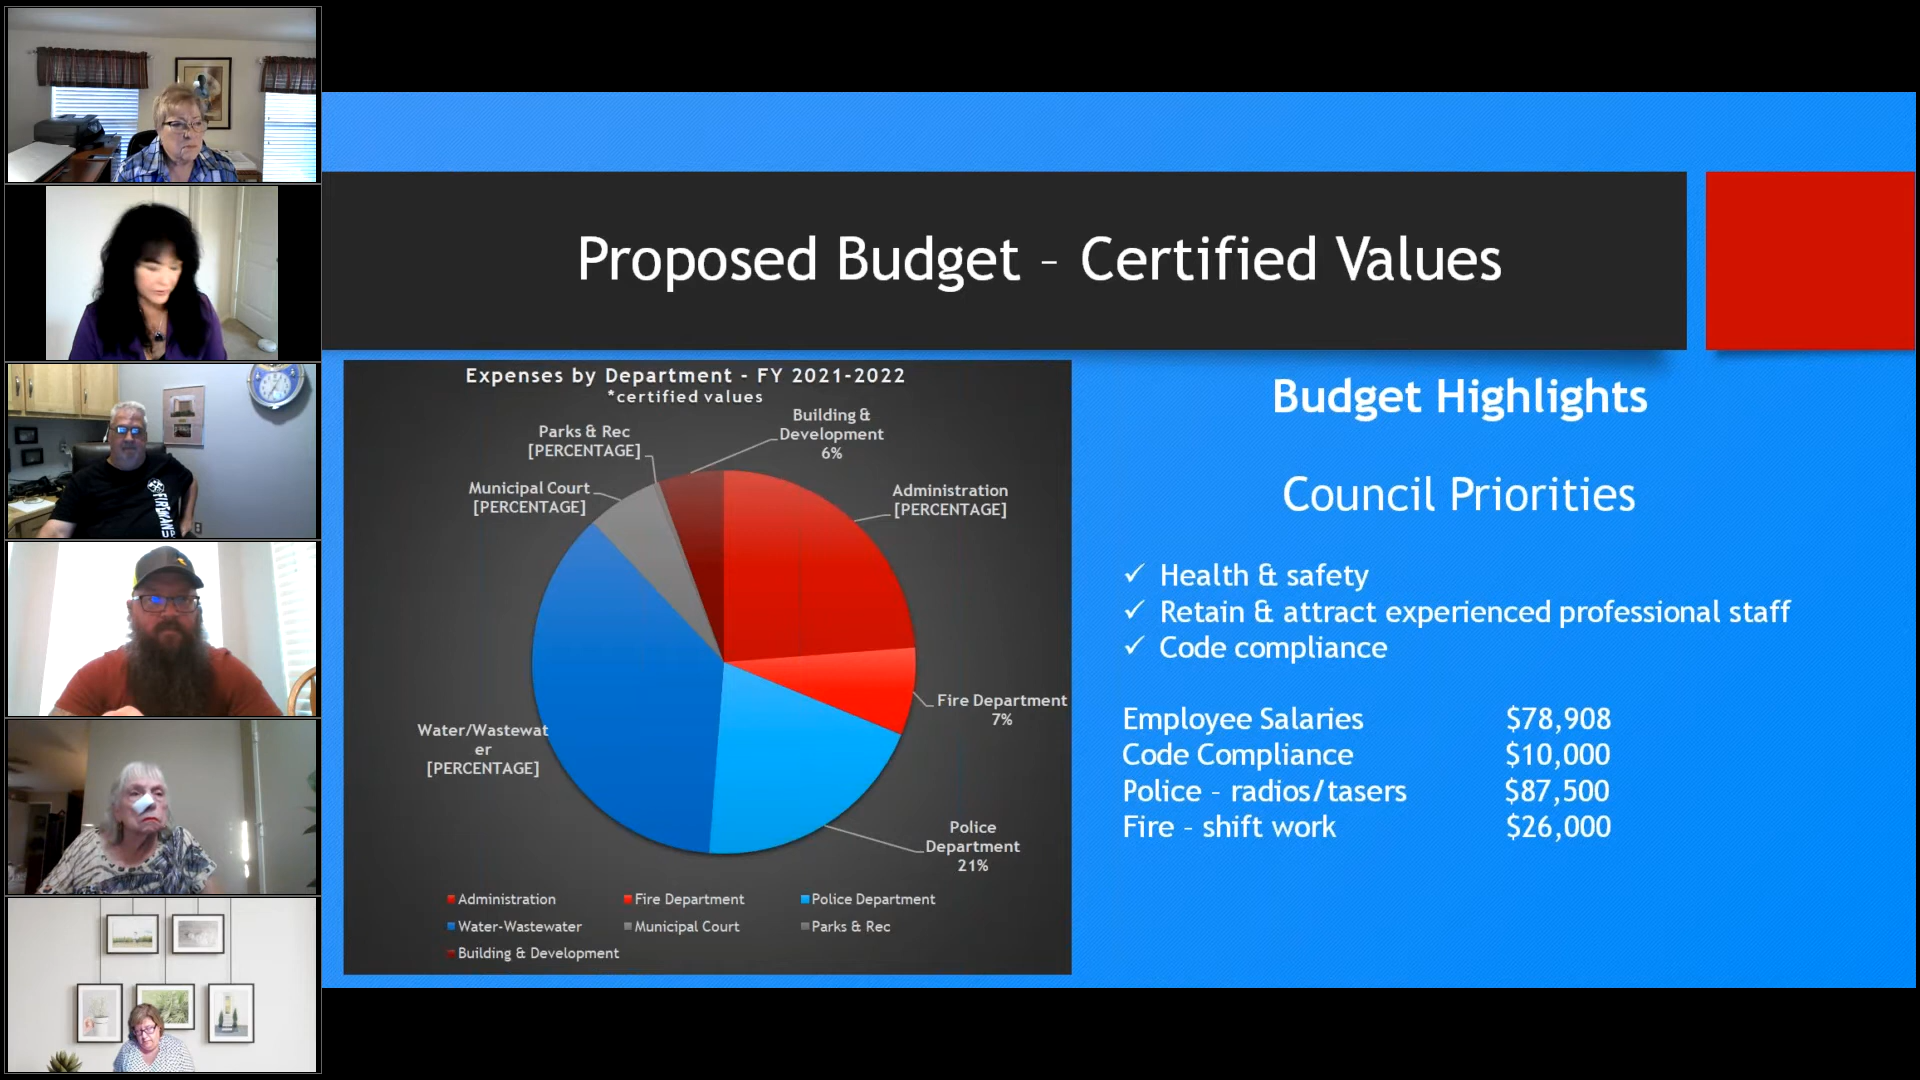 Proposed Budget – Certified Values
Expenses by Department - FY 2021-2022
*certified values
Building &
Development
6%
Parks & Rec
[PERCENTAGE]
Municipal Court
[PERCENTAGE]
Administration
[PERCENTAGE]
Fire Department
7%
Water/Wastewat
er
[PERCENTAGE]
Police
Department
21%
Administration
Fire Department
Police Department
Water-Wastewater
Municipal Court
Parks & Rec
Building & Development
Budget Highlights
Council Priorities
✓ Health & safety
✓ Retain & attract experienced professional staff
✓ Code compliance
Employee Salaries $78,908
Code Compliance $10,000
Police – radios/tasers $87,500
Fire – shift work $26,000